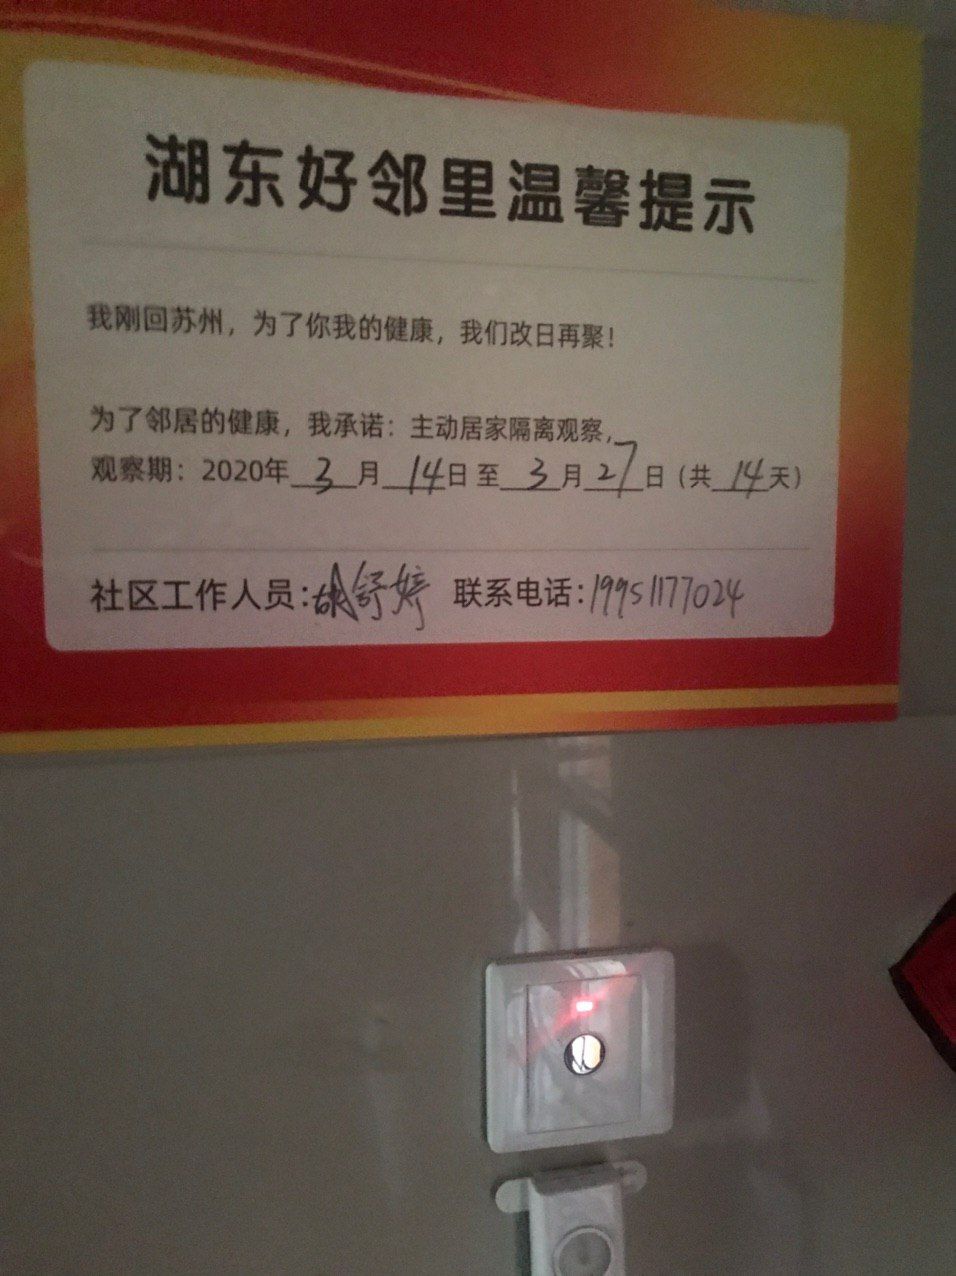 湖东好邻里温馨提示
我刚回苏州，为了你我的健康，我们改日再聚！
为了邻居的健康，我承诺：主动居家隔离观察，
观察期：2020年3月14日至3月27日（共14天）
社区工作人员：胡舒婷 联系电话：19951177024